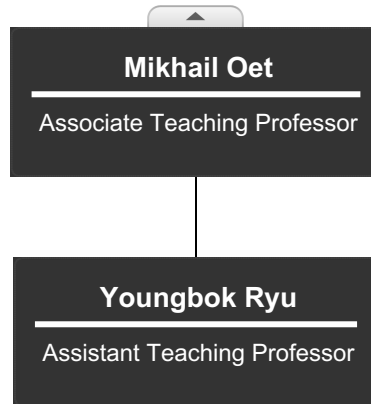 Mikhail Oet
Associate Teaching Professor
Youngbok Ryu
Assistant Teaching Professor